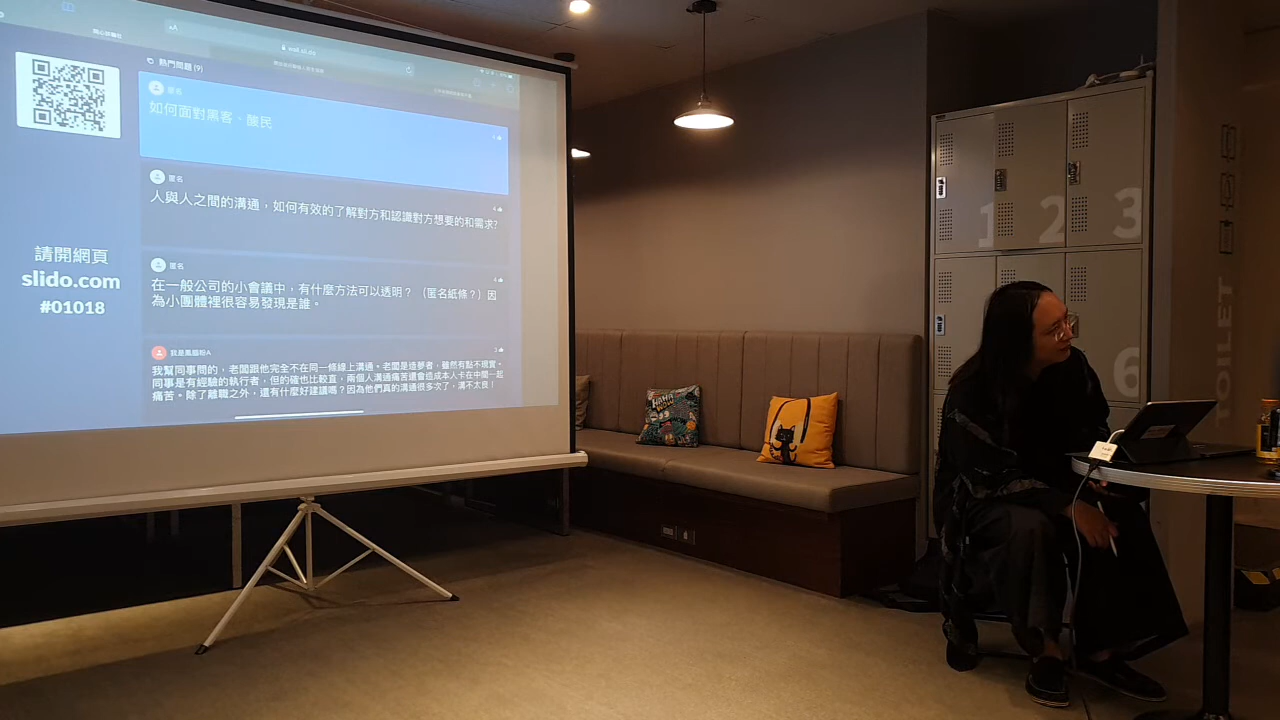 wall.sli.do
熱門問題 (9)
匿名
如何面對黑客、酸民
匿名
人與人之間的溝通，如何有效的了解對方和認識對方想要的和需求?
4
匿名
在一般公司的小會議中，有什麼方法可以透明？（匿名紙條？）因
為小團體裡很容易發現是誰。
4
我是鳳腦粉A
我幫同事問的，老闆跟他完全不在同一條線上溝通。老闆是造夢者，雖然有點不現實。
同事是有經驗的執行者，但的確也比較直，兩個人溝通痛苦還會造成本人卡在中間一起
痛苦。除了離職之外，還有什麼好建議嗎？因為他們真的溝通很多次了，溝不太良！
3
請開網頁
slido.com
#01018
HAHA
1
2
3
6
TOILET